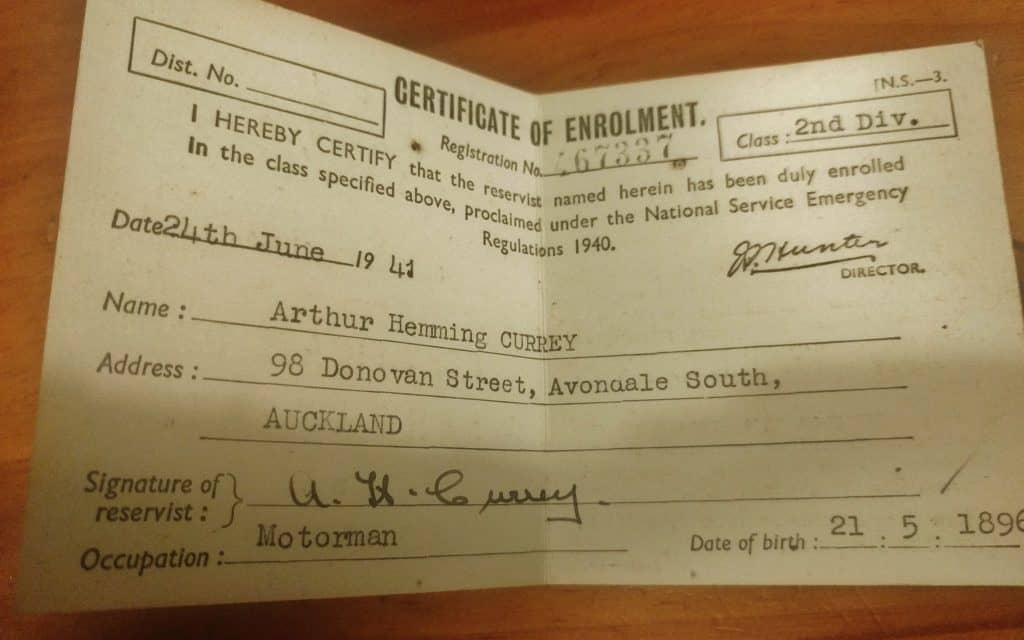 N.S.—3.
Dist. No.
CERTIFICATE OF ENROLMENT.
Class : 2nd Div.
Registration No. 467337
I HEREBY CERTIFY that the reservist named herein has been duly enrolled
In the class specified above, proclaimed under the National Service Emergency
Regulations 1940.
Date 24th June 1941
J. Hunter
DIRECTOR.
Name : Arthur Hemming CURREY
Address : 98 Donovan Street, Avondale South,
AUCKLAND
Signature of reservist : A. H. Currey.
Occupation : Motorman
Date of birth : 21 : 5 : 1896